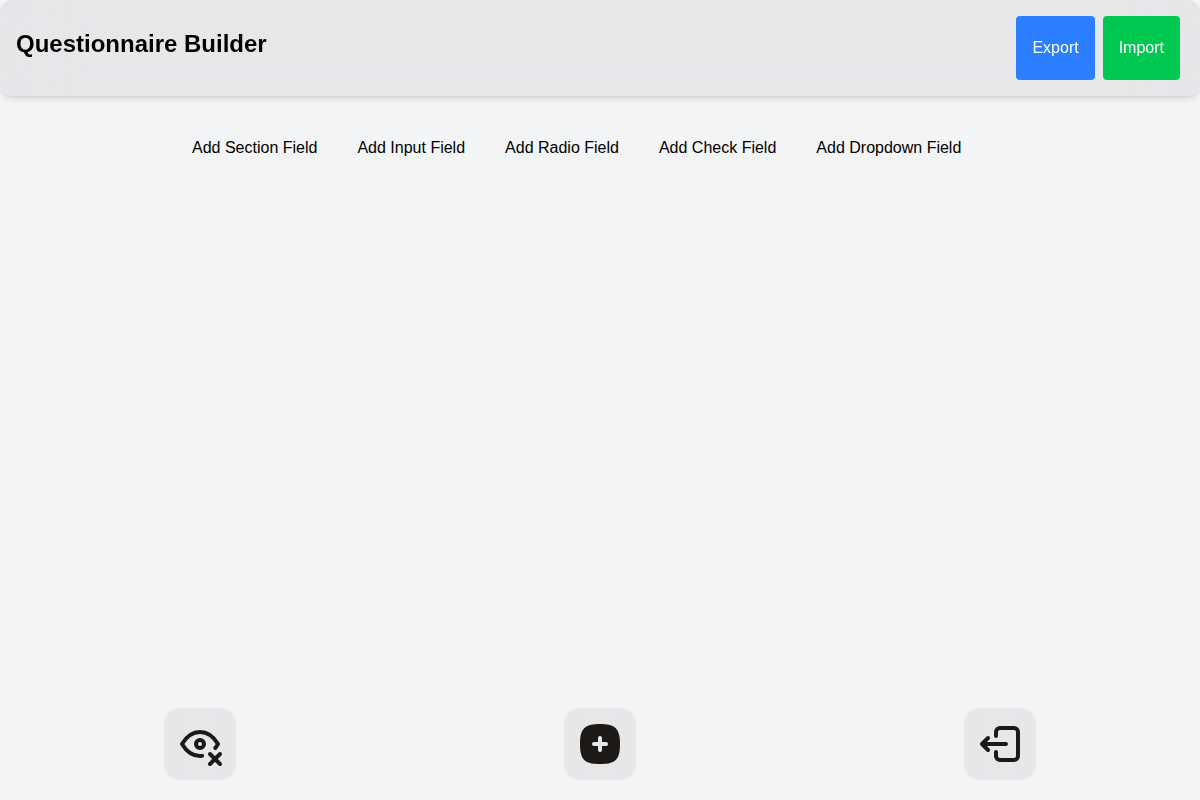 Questionnaire Builder
Export
Import
Add Section Field
Add Input Field
Add Radio Field
Add Check Field
Add Dropdown Field